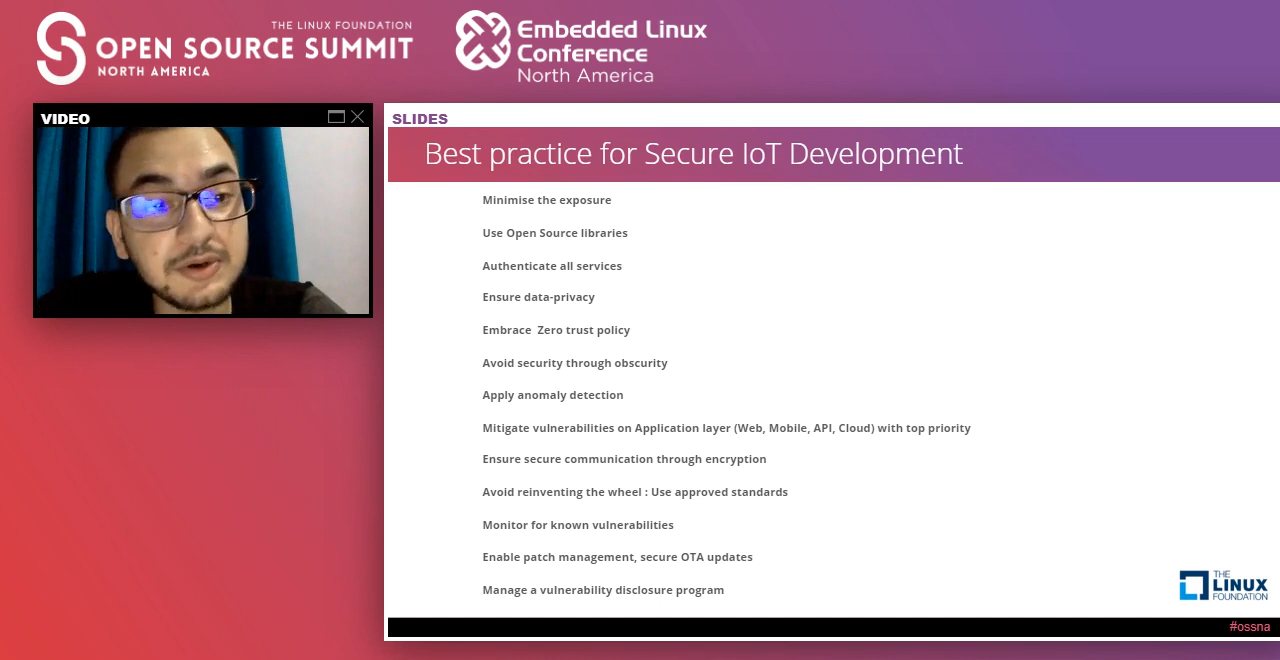 THE LINUX FOUNDATION
OPEN SOURCE SUMMIT
NORTH AMERICA
Embedded Linux
Conference
North America
VIDEO
SLIDES
Best practice for Secure IoT Development
Minimise the exposure
Use Open Source libraries
Authenticate all services
Ensure data-privacy
Embrace  Zero trust policy
Avoid security through obscurity
Apply anomaly detection
Mitigate vulnerabilities on Application layer (Web, Mobile, API, Cloud) with top priority
Ensure secure communication through encryption
Avoid reinventing the wheel : Use approved standards
Monitor for known vulnerabilities
Enable patch management, secure OTA updates
Manage a vulnerability disclosure program
THE
LINUX
FOUNDATION
#ossna